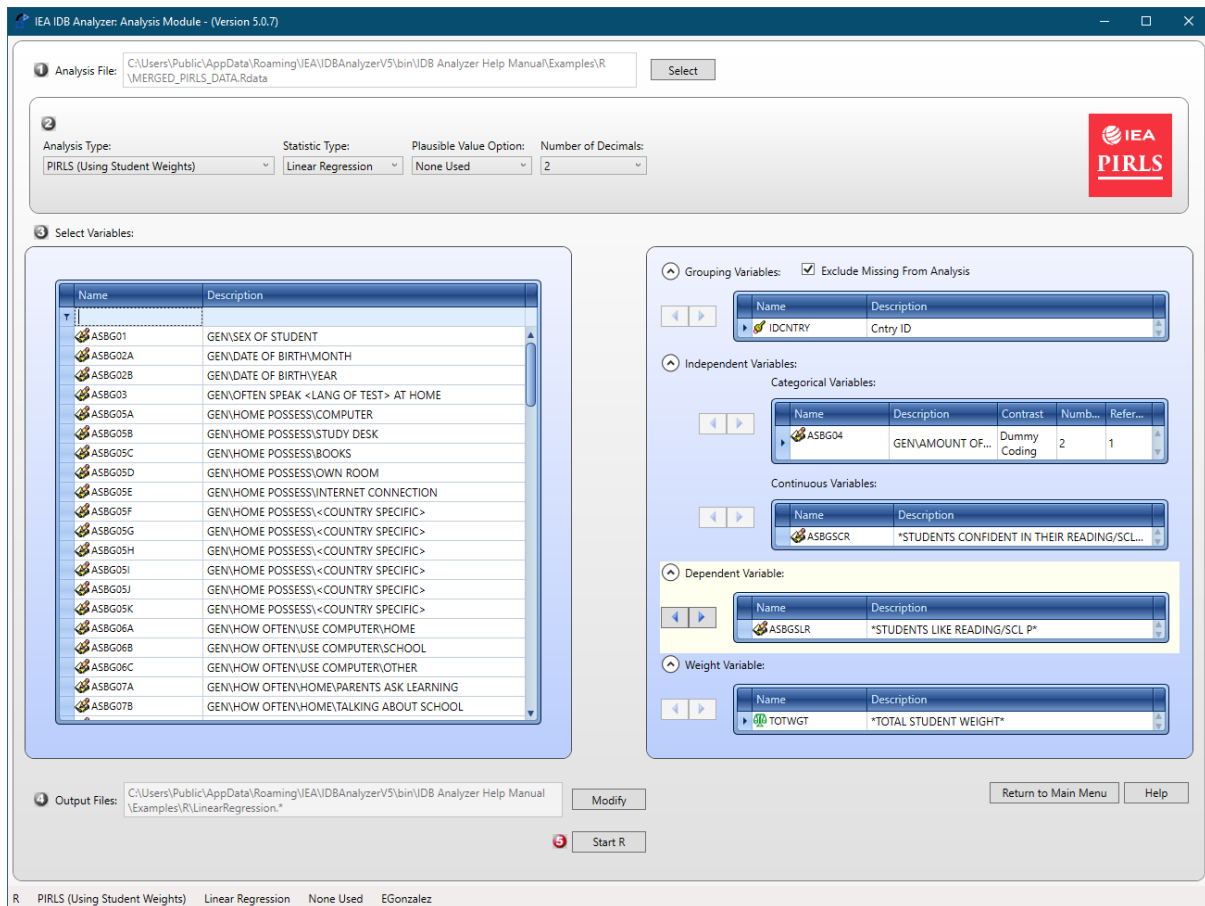 IEA IDB Analyzer: Analysis Module - (Version 5.0.7)
1 Analysis File:
C:\Users\Public\AppData\Roaming\IEA\IDBAnalyzerV5\bin\IDB Analyzer Help Manual\Examples\R
\MERGED_PIRLS_DATA.Rdata
Select
2
Analysis Type: Statistic Type: Plausible Value Option: Number of Decimals:
PIRLS (Using Student Weights) Linear Regression None Used 2
IEA
PIRLS
3 Select Variables:
Name Description
ASBG01 GEN\SEX OF STUDENT
ASBG02A GEN\DATE OF BIRTH\MONTH
ASBG02B GEN\DATE OF BIRTH\YEAR
ASBG03 GEN\OFTEN SPEAK <LANG OF TEST> AT HOME
ASBG05A GEN\HOME POSSESS\COMPUTER
ASBG05B GEN\HOME POSSESS\STUDY DESK
ASBG05C GEN\HOME POSSESS\BOOKS
ASBG05D GEN\HOME POSSESS\OWN ROOM
ASBG05E GEN\HOME POSSESS\INTERNET CONNECTION
ASBG05F GEN\HOME POSSESS\<COUNTRY SPECIFIC>
ASBG05G GEN\HOME POSSESS\<COUNTRY SPECIFIC>
ASBG05H GEN\HOME POSSESS\<COUNTRY SPECIFIC>
ASBG05I GEN\HOME POSSESS\<COUNTRY SPECIFIC>
ASBG05J GEN\HOME POSSESS\<COUNTRY SPECIFIC>
ASBG05K GEN\HOME POSSESS\<COUNTRY SPECIFIC>
ASBG06A GEN\HOW OFTEN\USE COMPUTER\HOME
ASBG06B GEN\HOW OFTEN\USE COMPUTER\SCHOOL
ASBG06C GEN\HOW OFTEN\USE COMPUTER\OTHER
ASBG07A GEN\HOW OFTEN\HOME\PARENTS ASK LEARNING
ASBG07B GEN\HOW OFTEN\HOME\TALKING ABOUT SCHOOL
Grouping Variables: Exclude Missing From Analysis
Name Description
IDCNTRY Cntry ID
Independent Variables:
Categorical Variables:
Name Description Contrast Numb... Refer...
ASBG04 GEN\AMOUNT OF... Dummy Coding 2 1
Continuous Variables:
Name Description
ASBGSCR *STUDENTS CONFIDENT IN THEIR READING/SCL...
Dependent Variable:
Name Description
ASBGSLR *STUDENTS LIKE READING/SCL P*
Weight Variable:
Name Description
TOTWGT *TOTAL STUDENT WEIGHT*
4 Output Files:
C:\Users\Public\AppData\Roaming\IEA\IDBAnalyzerV5\bin\IDB Analyzer Help Manual
\Examples\R\LinearRegression.*
Modify
Return to Main Menu Help
5 Start R
R PIRLS (Using Student Weights) Linear Regression None Used EGonzalez